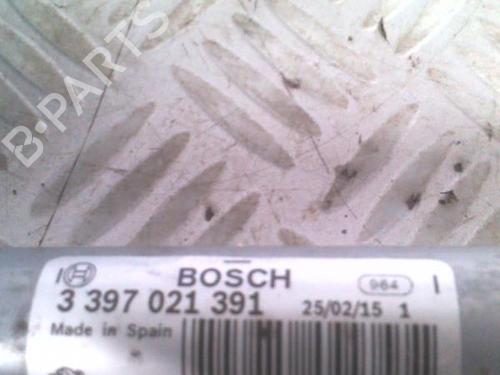 B-PARTS
BOSCH 964
3 397 021 391 25/02/15 1
Made in Spain